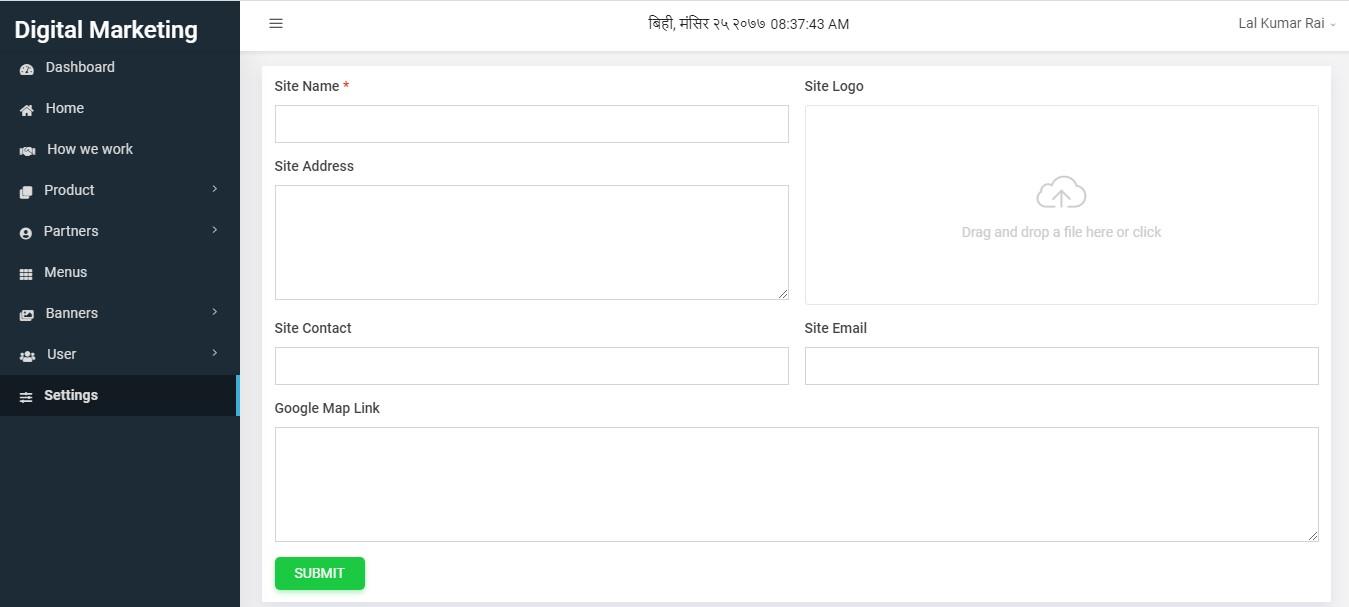 Digital Marketing
बिही, मंसिर २५ २०७७ 08:37:43 AM
Lal Kumar Rai
Dashboard
Home
How we work
Product
Partners
Menus
Banners
User
Settings
Site Name *
Site Logo
Drag and drop a file here or click
Site Address
Site Contact
Site Email
Google Map Link
SUBMIT